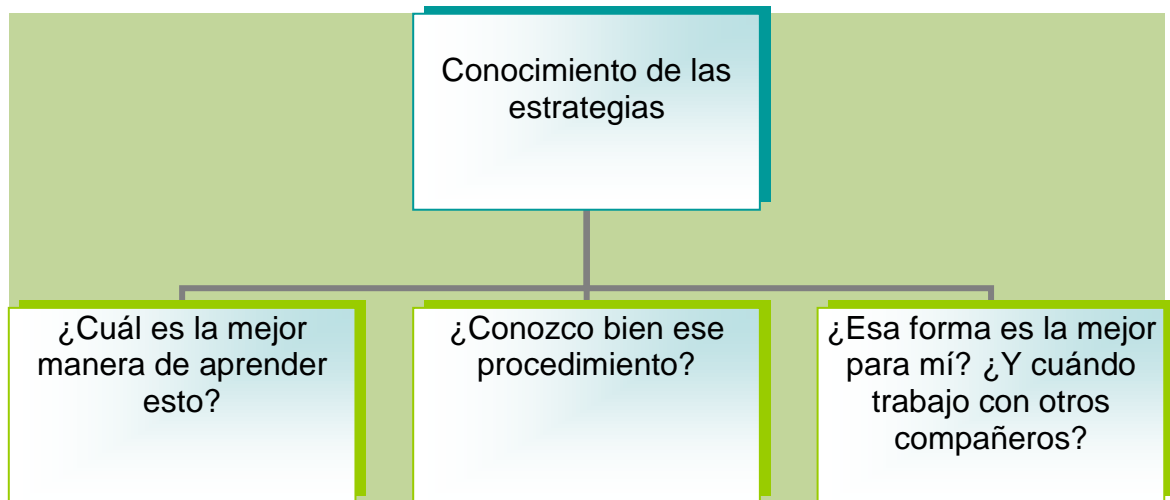 Conocimiento de las
estrategias
¿Cuál es la mejor
manera de aprender
esto?
¿Conozco bien ese
procedimiento?
¿Esa forma es la mejor
para mí? ¿Y cuándo
trabajo con otros
compañeros?